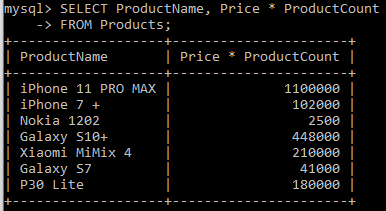 mysql> SELECT ProductName, Price * ProductCount
    -> FROM Products;
+------------------+----------------------+
| ProductName      | Price * ProductCount |
+------------------+----------------------+
| iPhone 11 PRO MAX |              1100000 |
| iPhone 7 +       |               102000 |
| Nokia 1202       |                 2500 |
| Galaxy S10+      |               448000 |
| Xiaomi MiMix 4   |               210000 |
| Galaxy S7        |                41000 |
| P30 Lite         |               180000 |
+------------------+----------------------+